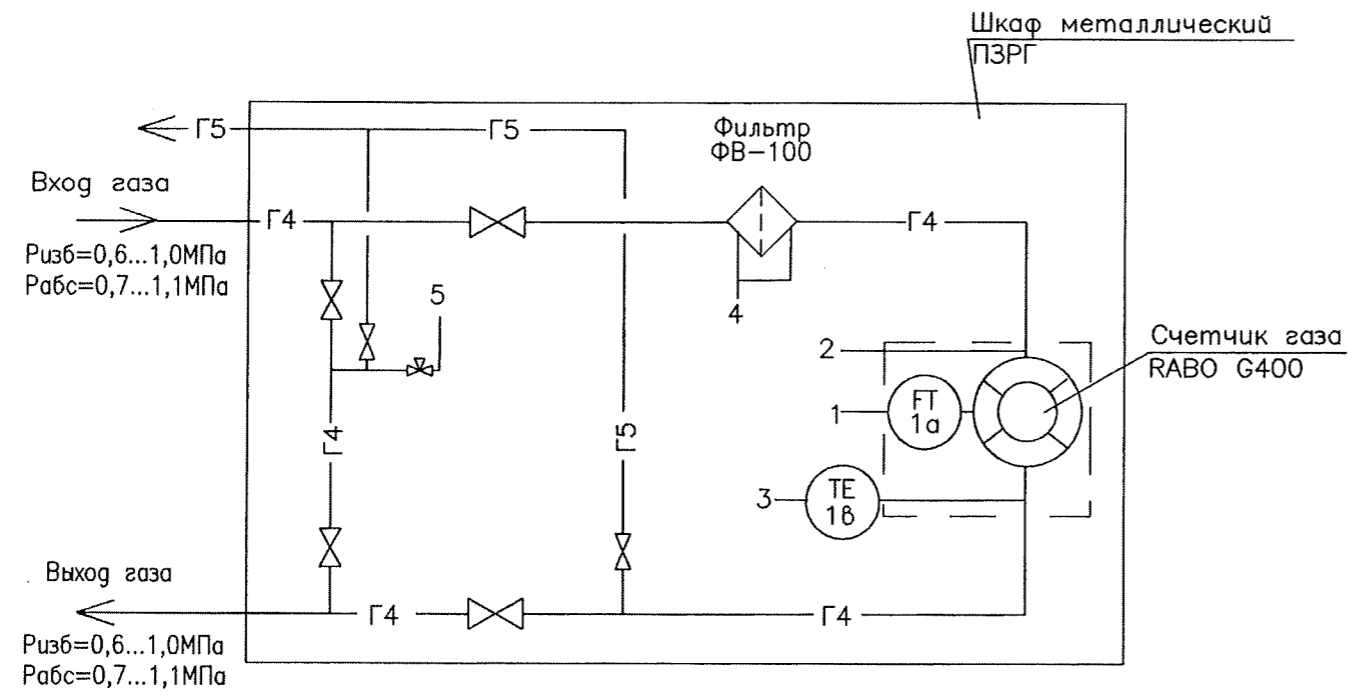 Шкаф металлический
ПЗРГ
Г5
Г5
Фильтр
ФВ-100
Вход газа
Г4
Г4
Ризб=0,6...1,0МПа
Рабс=0,7...1,1МПа
5
4
2
Счетчик газа
RABO G400
1
FT
1а
Г4
Г5
3
TE
1в
Выход газа
Г4
Г4
Ризб=0,6...1,0МПа
Рабс=0,7...1,1МПа